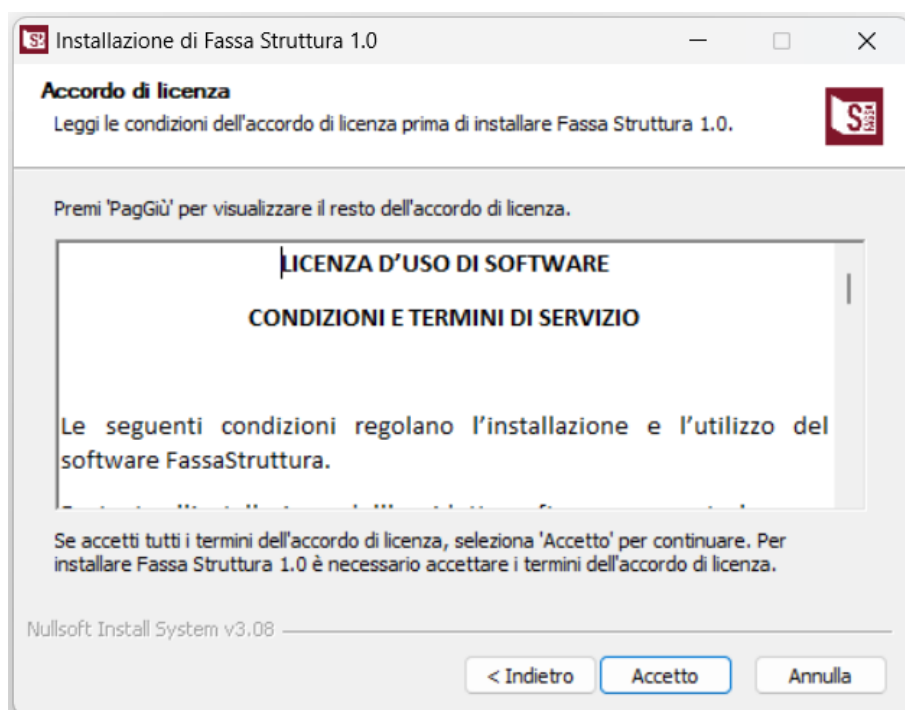 Installazione di Fassa Struttura 1.0
Accordo di licenza
Leggi le condizioni dell'accordo di licenza prima di installare Fassa Struttura 1.0.
Premi 'PagGiù' per visualizzare il resto dell'accordo di licenza.
LICENZA D'USO DI SOFTWARE
CONDIZIONI E TERMINI DI SERVIZIO
Le seguenti condizioni regolano l'installazione e l'utilizzo del
software FassaStruttura.
Se accetti tutti i termini dell'accordo di licenza, seleziona 'Accetto' per continuare. Per
installare Fassa Struttura 1.0 è necessario accettare i termini dell'accordo di licenza.
Nullsoft Install System v3.08
< Indietro
Accetto
Annulla